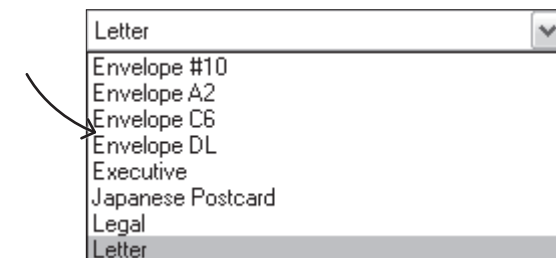 Letter
Envelope #10
Envelope A2
Envelope C6
Envelope DL
Executive
Japanese Postcard
Legal
Letter